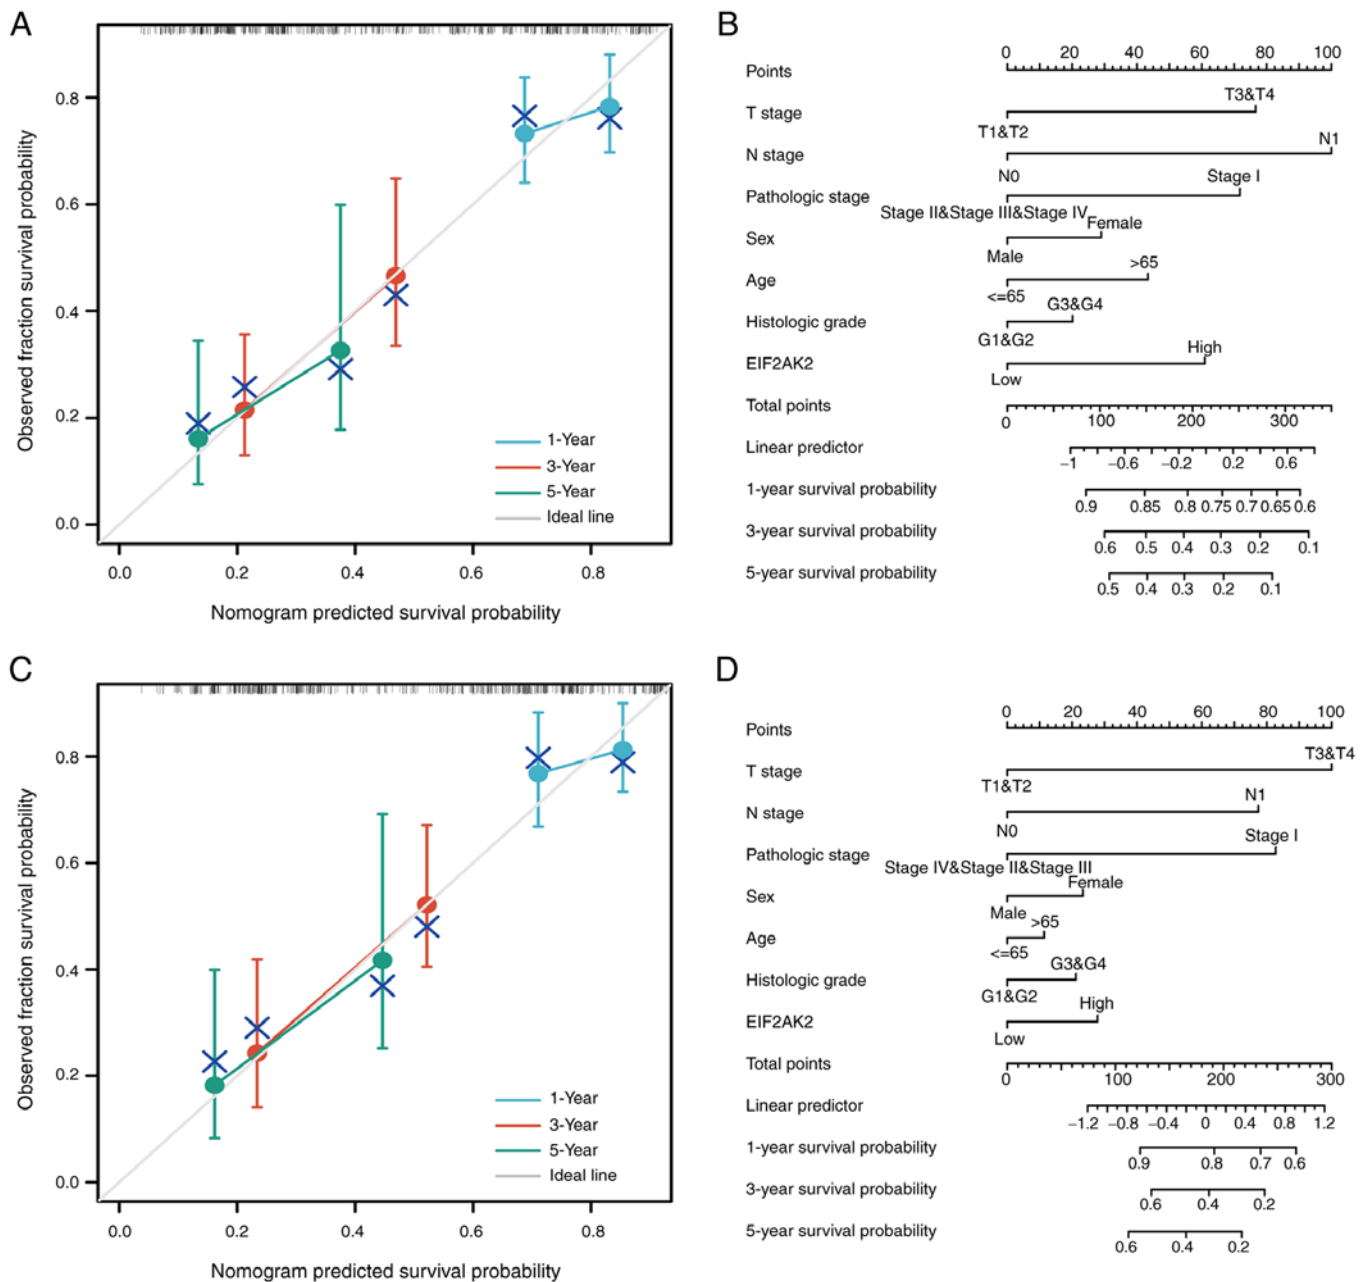 A
0.8
0.6
0.4
0.2
0.0
Observed fraction survival probability
1-Year
3-Year
5-Year
Ideal line
0.0 0.2 0.4 0.6 0.8
Nomogram predicted survival probability
B
0 20 40 60 80 100
Points
T3&T4
T stage
T1&T2
N1
N stage
N0
Stage I
Pathologic stage
Stage II&Stage III&Stage IV
Female
Sex
Male
>65
Age
<=65
G3&G4
Histologic grade
G1&G2
High
EIF2AK2
Low
Total points
0 100 200 300
Linear predictor
−1 −0.6 −0.2 0.2 0.6
1-year survival probability
0.9 0.85 0.8 0.75 0.7 0.65 0.6
3-year survival probability
0.6 0.5 0.4 0.3 0.2 0.1
5-year survival probability
0.5 0.4 0.3 0.2 0.1
C
0.8
0.6
0.4
0.2
0.0
Observed fraction survival probability
1-Year
3-Year
5-Year
Ideal line
0.0 0.2 0.4 0.6 0.8
Nomogram predicted survival probability
D
0 20 40 60 80 100
Points
T3&T4
T stage
T1&T2
N1
N stage
N0
Stage I
Pathologic stage
Stage IV&Stage II&Stage III
Female
Sex
Male
>65
Age
<=65
G3&G4
Histologic grade
G1&G2
High
EIF2AK2
Low
Total points
0 100 200 300
Linear predictor
−1.2 −0.8 −0.4 0 0.4 0.8 1.2
1-year survival probability
0.9 0.8 0.7 0.6
3-year survival probability
0.6 0.4 0.2
5-year survival probability
0.6 0.4 0.2